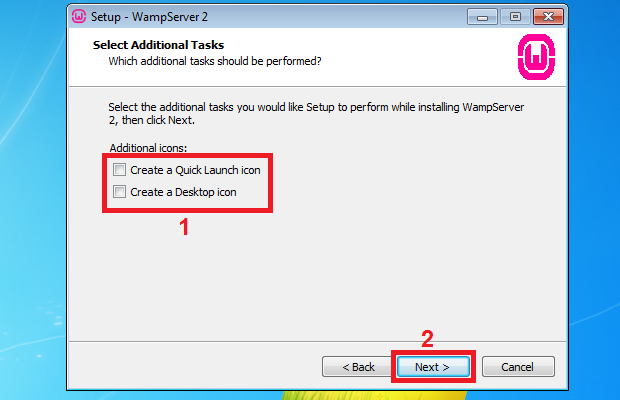 Setup - WampServer 2
Select Additional Tasks
Which additional tasks should be performed?
Select the additional tasks you would like Setup to perform while installing WampServer
2, then click Next.
Additional icons:
Create a Quick Launch icon
Create a Desktop icon
1
2
< Back
Next >
Cancel